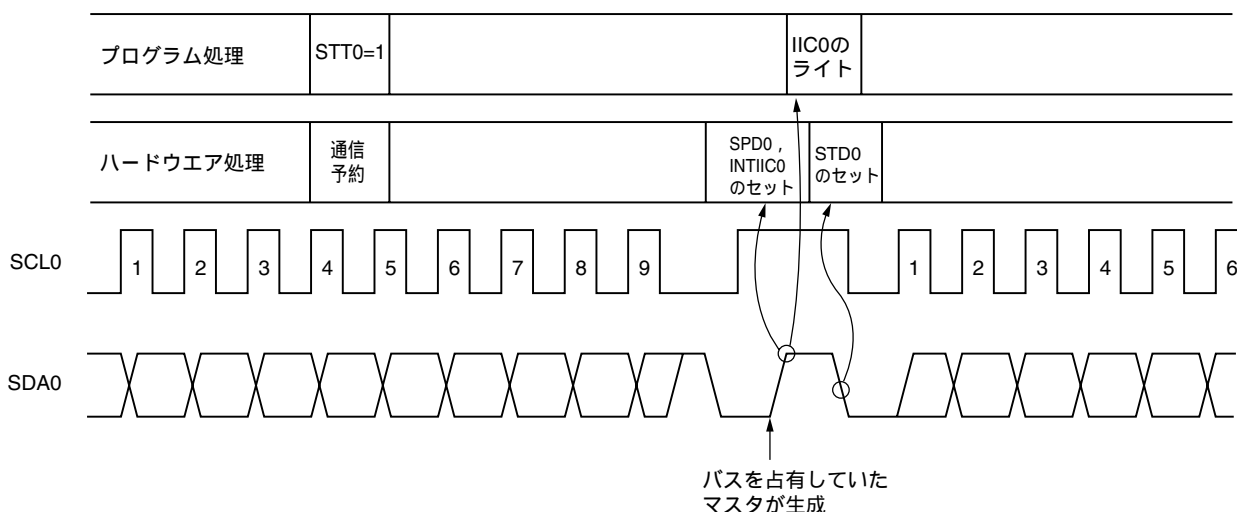 プログラム処理
STT0=1
IIC0の
ライト
ハードウエア処理
通信
予約
SPD0 ,
INTIIC0
のセット
STD0
のセット
SCL0
1 2 3 4 5 6 7 8 9 1 2 3 4 5 6
SDA0
バスを占有していた
マスタが生成